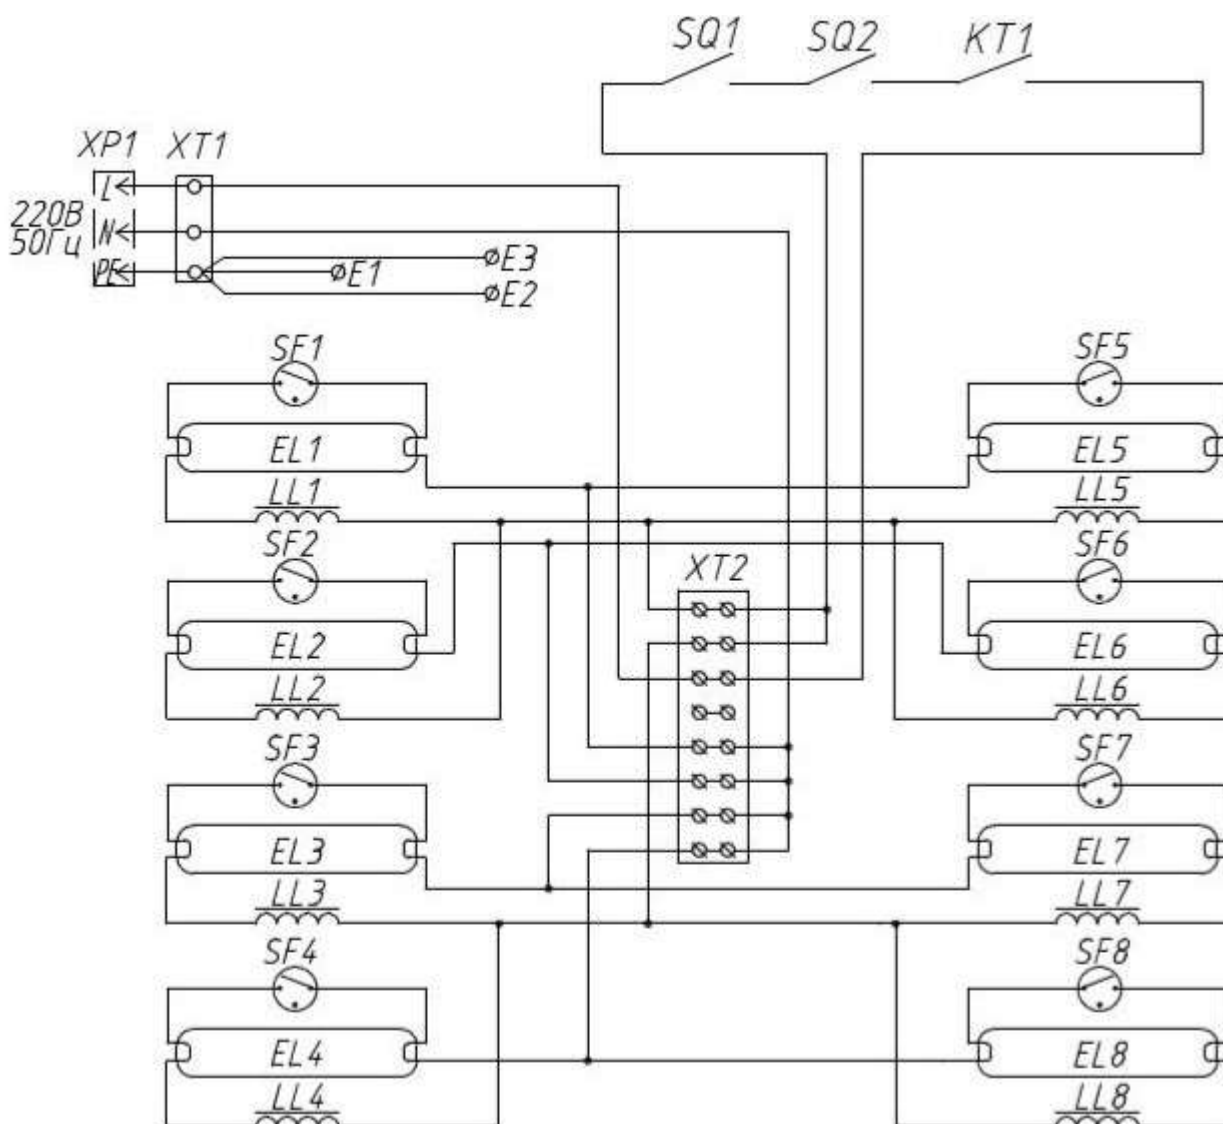 SQ1 SQ2 KT1
XP1 XT1
L
220В
50Гц
N
PE
E3
E1
E2
SF1 SF5
EL1 EL5
LL1 LL5
SF2 SF6
XT2
EL2 EL6
LL2 LL6
SF3 SF7
EL3 EL7
LL3 LL7
SF4 SF8
EL4 EL8
LL4 LL8